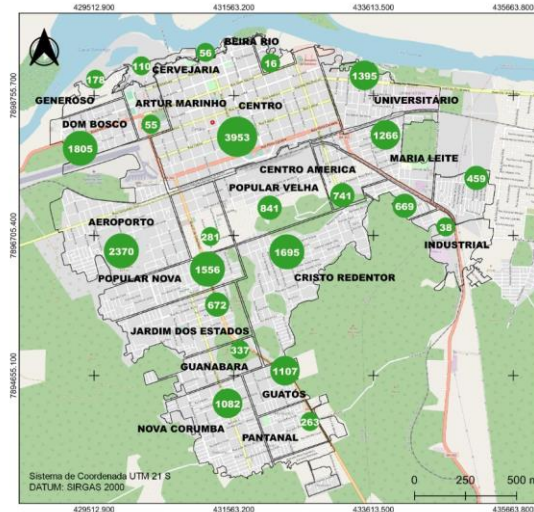 429512.900 431563.200 433613.500 435663.800
7898755.700
7896705.400
7894655.100
BEIRA RIO
56
16
110
CERVEJARIA
178
GENEROSO
1395
ARTUR MARINHO
CENTRO
UNIVERSITÁRIO
DOM BOSCO
55
3953
1266
1805
MARIA LEITE
CENTRO AMERICA
POPULAR VELHA
459
741
841
669
AEROPORTO
281
38
2370
1695
INDUSTRIAL
1556
POPULAR NOVA
CRISTO REDENTOR
672
JARDIM DOS ESTADOS
337
GUANABARA
1107
GUATÓS
1082
263
NOVA CORUMBA
PANTANAL
Sistema de Coordenada UTM 21 S
DATUM: SIRGAS 2000
0 250 500 m
429512.900 431563.200 433613.500 435663.800